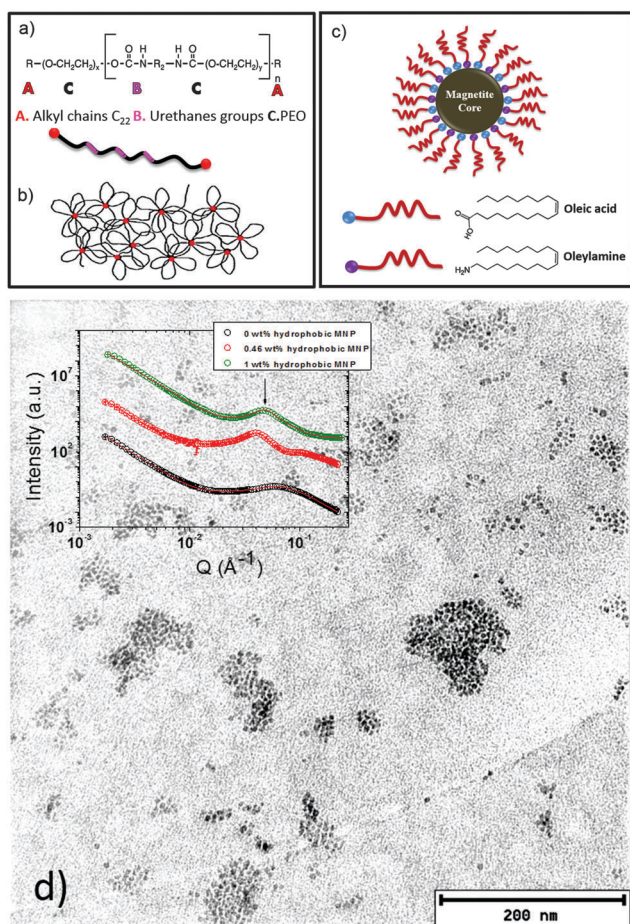 a)
R—(O-CH2CH2)x—[O—C—N—R2—N—C—(O-CH2CH2)y]n—R
O H H O
A C B C A
A. Alkyl chains C22 B. Urethanes groups C.PEO
b)
c)
Magnetite
Core
HO
O
Oleic acid
H2N
Oleylamine
0 wt% hydrophobic MNP
0.46 wt% hydrophobic MNP
1 wt% hydrophobic MNP
Intensity (a.u.)
10^7
10^2
10^-3
10^-3 10^-2 10^-1
Q (Å^-1)
d)
200 nm